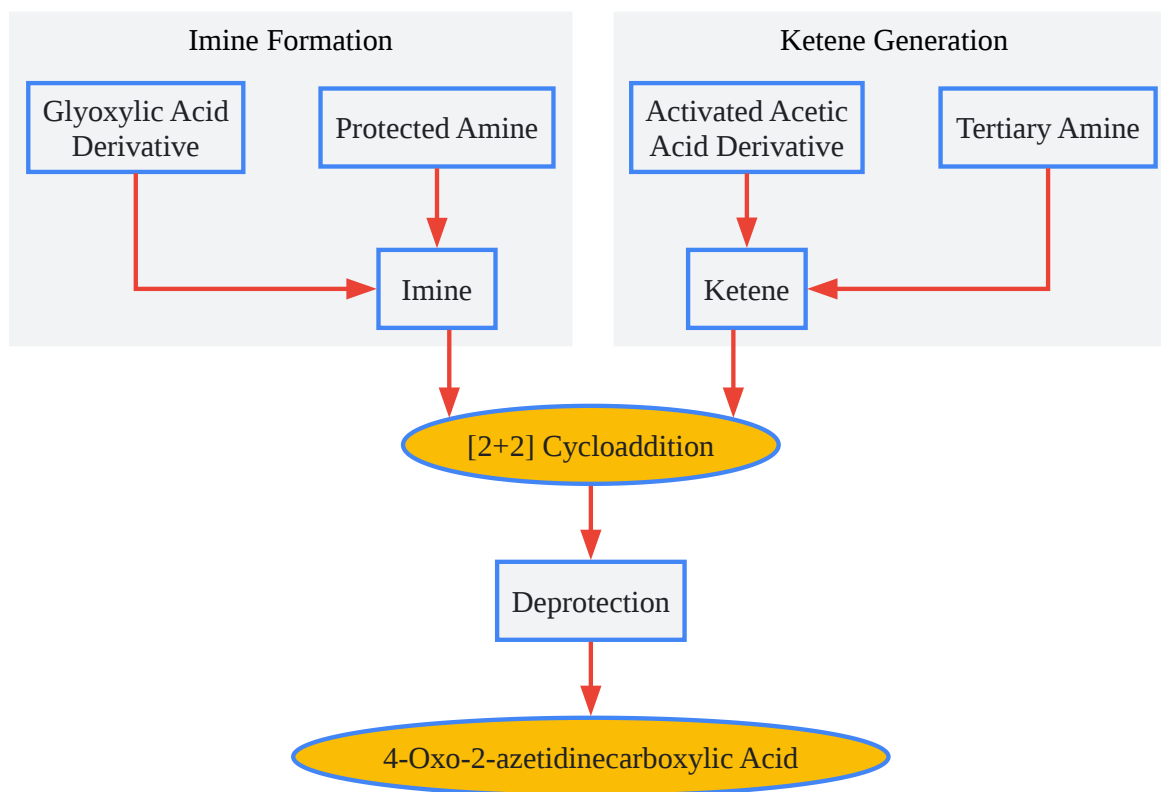 Imine Formation
Ketene Generation
Glyoxylic Acid
Derivative
Protected Amine
Activated Acetic
Acid Derivative
Tertiary Amine
Imine
Ketene
[2+2] Cycloaddition
Deprotection
4-Oxo-2-azetidinecarboxylic Acid